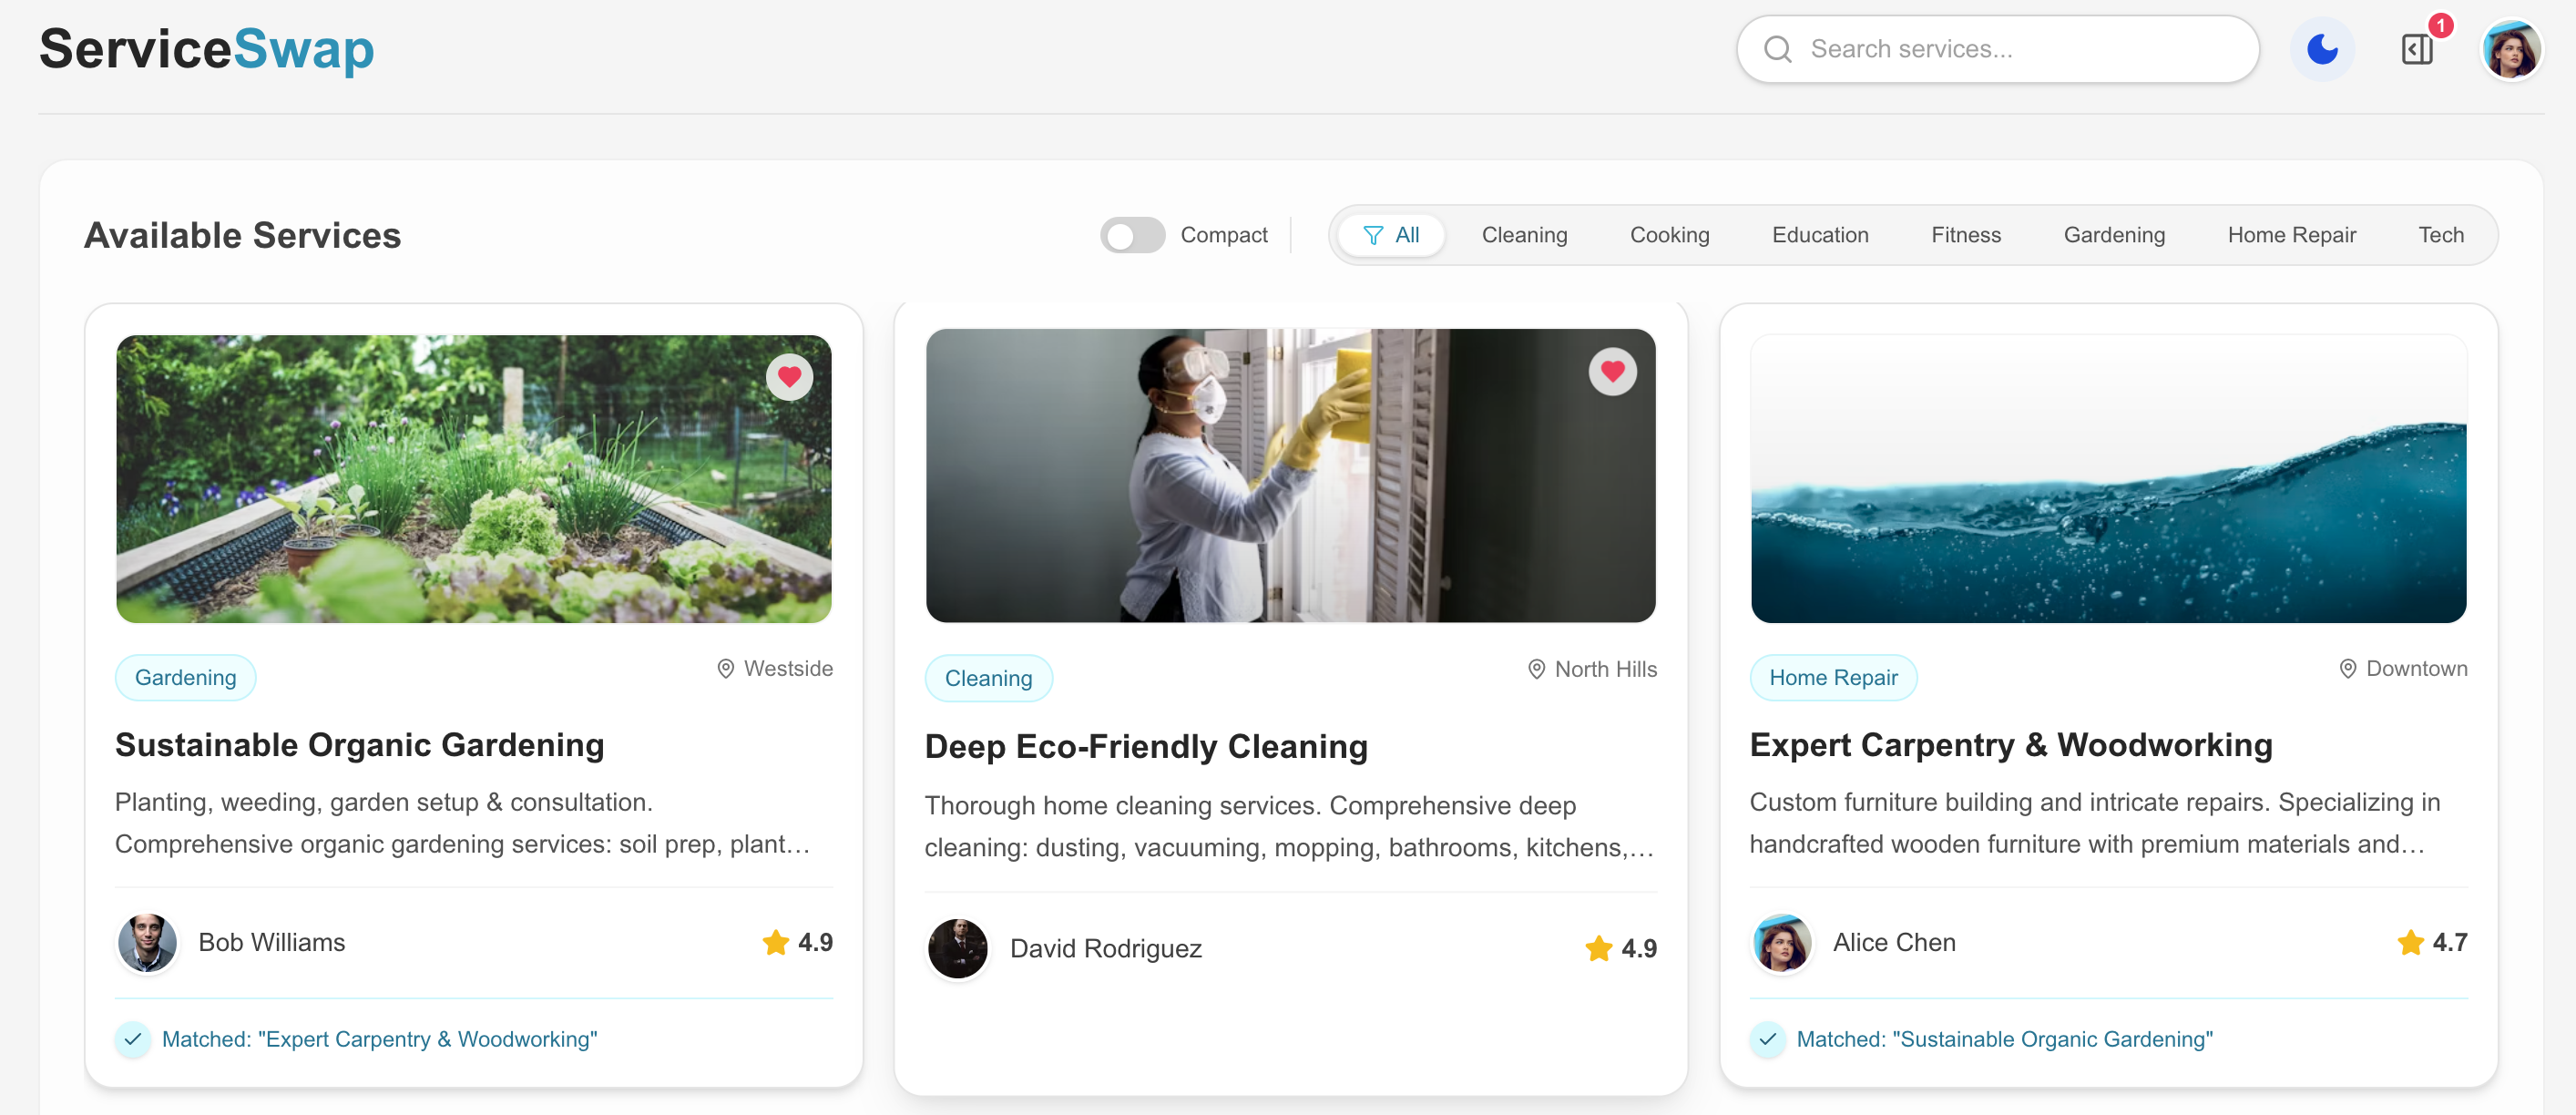 ServiceSwap
Search services...
1
Available Services
Compact
All
Cleaning
Cooking
Education
Fitness
Gardening
Home Repair
Tech
Gardening
Westside
Sustainable Organic Gardening
Planting, weeding, garden setup & consultation.
Comprehensive organic gardening services: soil prep, plant…
Bob Williams
4.9
Matched: "Expert Carpentry & Woodworking"
Cleaning
North Hills
Deep Eco-Friendly Cleaning
Thorough home cleaning services. Comprehensive deep
cleaning: dusting, vacuuming, mopping, bathrooms, kitchens,…
David Rodriguez
4.9
Home Repair
Downtown
Expert Carpentry & Woodworking
Custom furniture building and intricate repairs. Specializing in
handcrafted wooden furniture with premium materials and…
Alice Chen
4.7
Matched: "Sustainable Organic Gardening"